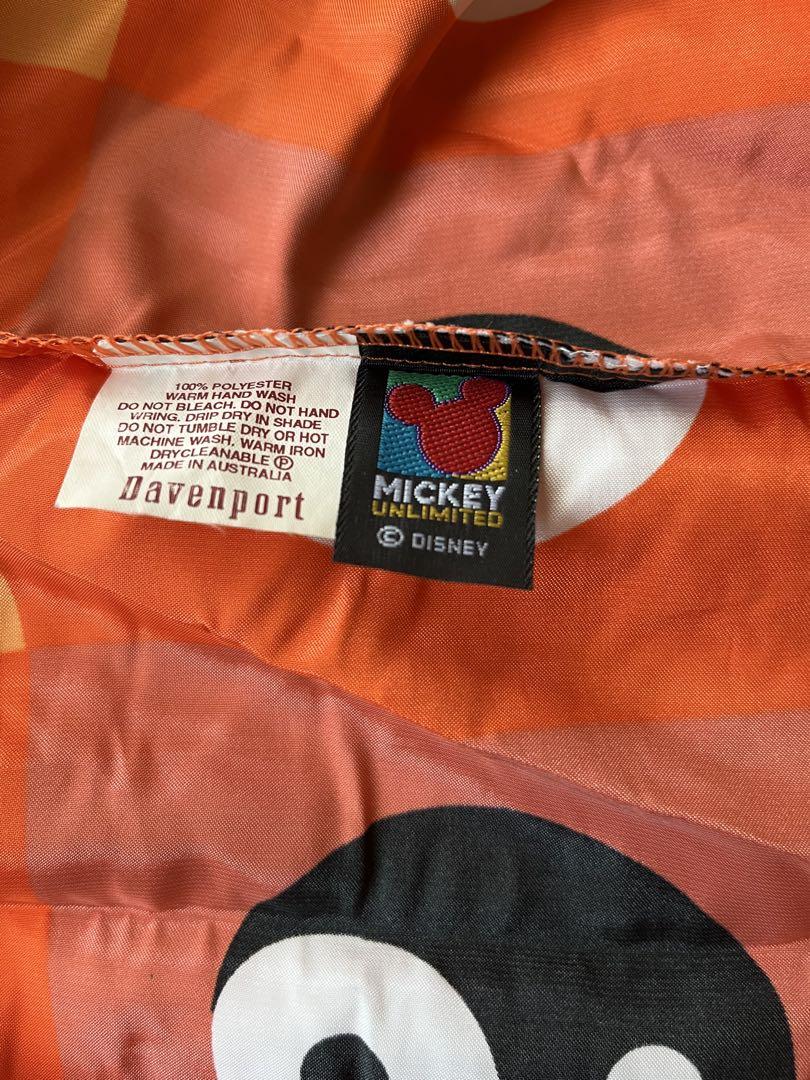 100% POLYESTER
WARM HAND WASH
DO NOT BLEACH. DO NOT HAND
WRING. DRIP DRY IN SHADE
DO NOT TUMBLE DRY OR HOT
MACHINE WASH. WARM IRON
DRYCLEANABLE Ⓟ
MADE IN AUSTRALIA
Davenport
MICKEY
UNLIMITED
© DISNEY